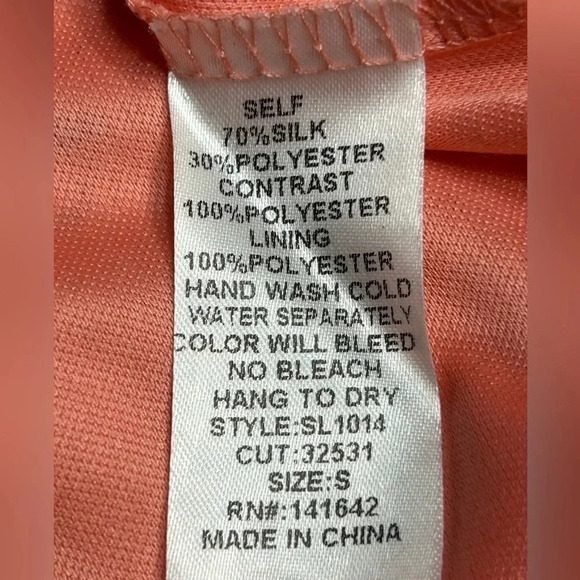 SELF
70%SILK
30%POLYESTER
CONTRAST
100%POLYESTER
LINING
100%POLYESTER
HAND WASH COLD
WATER SEPARATELY
COLOR WILL BLEED
NO BLEACH
HANG TO DRY
STYLE:SL1014
CUT:32531
SIZE:S
RN#:141642
MADE IN CHINA